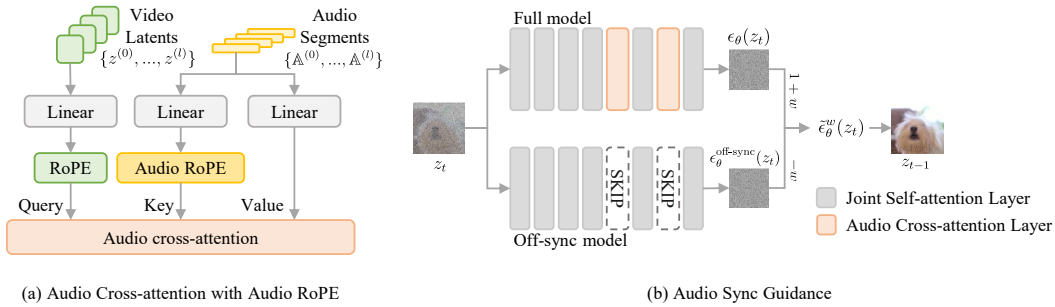 Video
Latents
{z^{(0)}, ..., z^{(l)}}
Audio
Segments
{𝔸^{(0)}, ..., 𝔸^{(l)}}
Linear
Linear
Linear
RoPE
Audio RoPE
Query
Key
Value
Audio cross-attention
(a) Audio Cross-attention with Audio RoPE
Full model
z_t
SKIP
SKIP
Off-sync model
ϵ_θ(z_t)
1 + w
ϵ_θ^{off-sync}(z_t)
−w
ϵ̃_θ^w(z_t)
z_{t−1}
Joint Self-attention Layer
Audio Cross-attention Layer
(b) Audio Sync Guidance